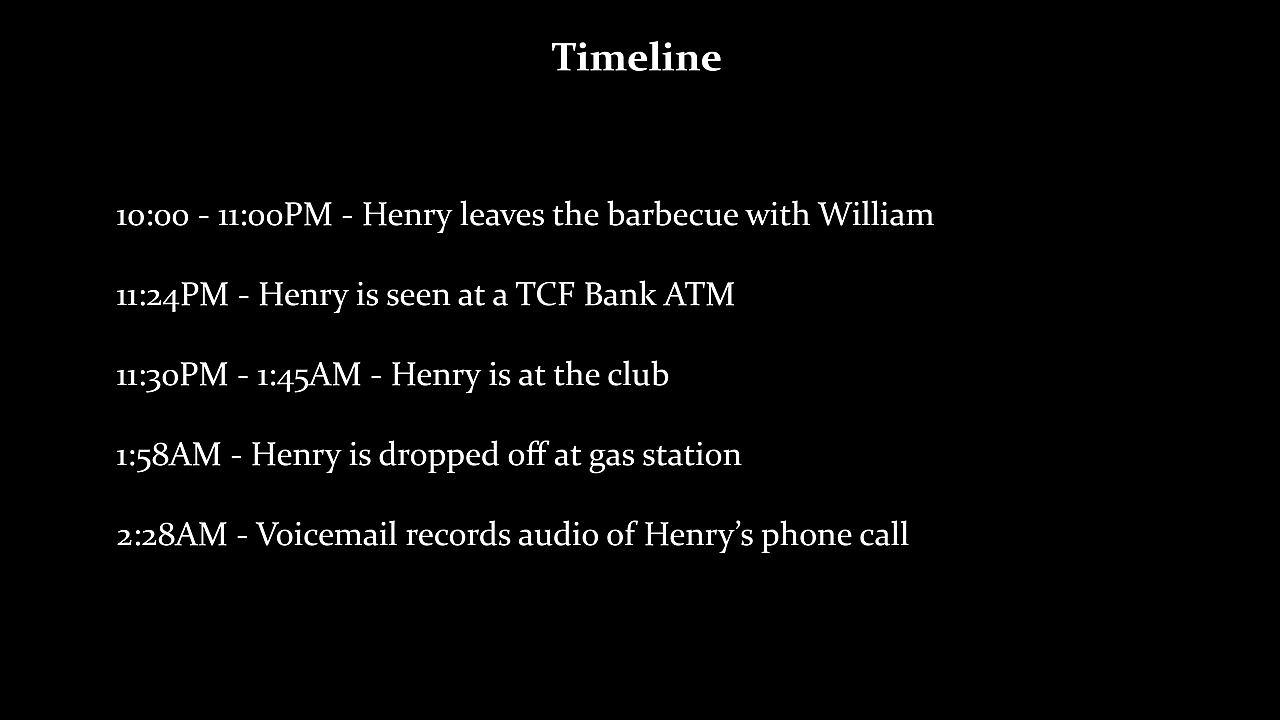 Timeline
10:00 - 11:00PM - Henry leaves the barbecue with William
11:24PM - Henry is seen at a TCF Bank ATM
11:30PM - 1:45AM - Henry is at the club
1:58AM - Henry is dropped off at gas station
2:28AM - Voicemail records audio of Henry’s phone call